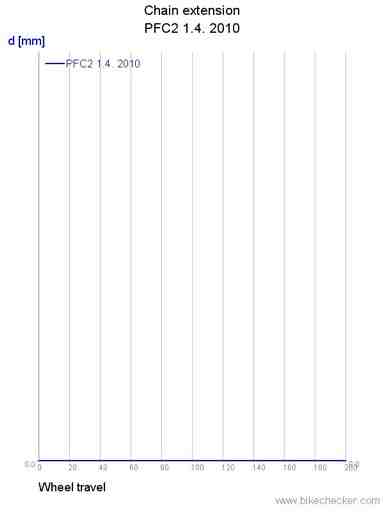 Chain extension
PFC2 1.4. 2010
d [mm]
PFC2 1.4. 2010
0.0
0 20 40 60 80 100 120 140 160 180 200
0.0
Wheel travel
www.bikechecker.com